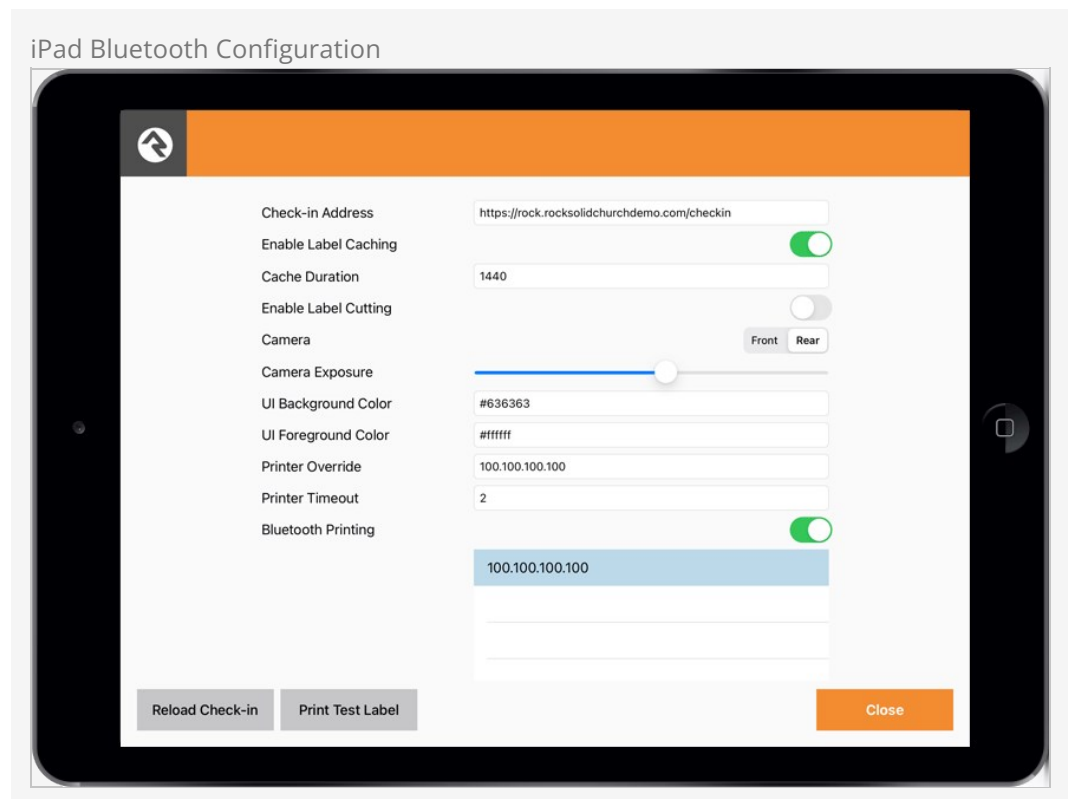 iPad Bluetooth Configuration
Check-in Address https://rock.rocksolidchurchdemo.com/checkin
Enable Label Caching
Cache Duration 1440
Enable Label Cutting
Camera Front Rear
Camera Exposure
UI Background Color #636363
UI Foreground Color #ffffff
Printer Override 100.100.100.100
Printer Timeout 2
Bluetooth Printing
100.100.100.100
Reload Check-in Print Test Label Close